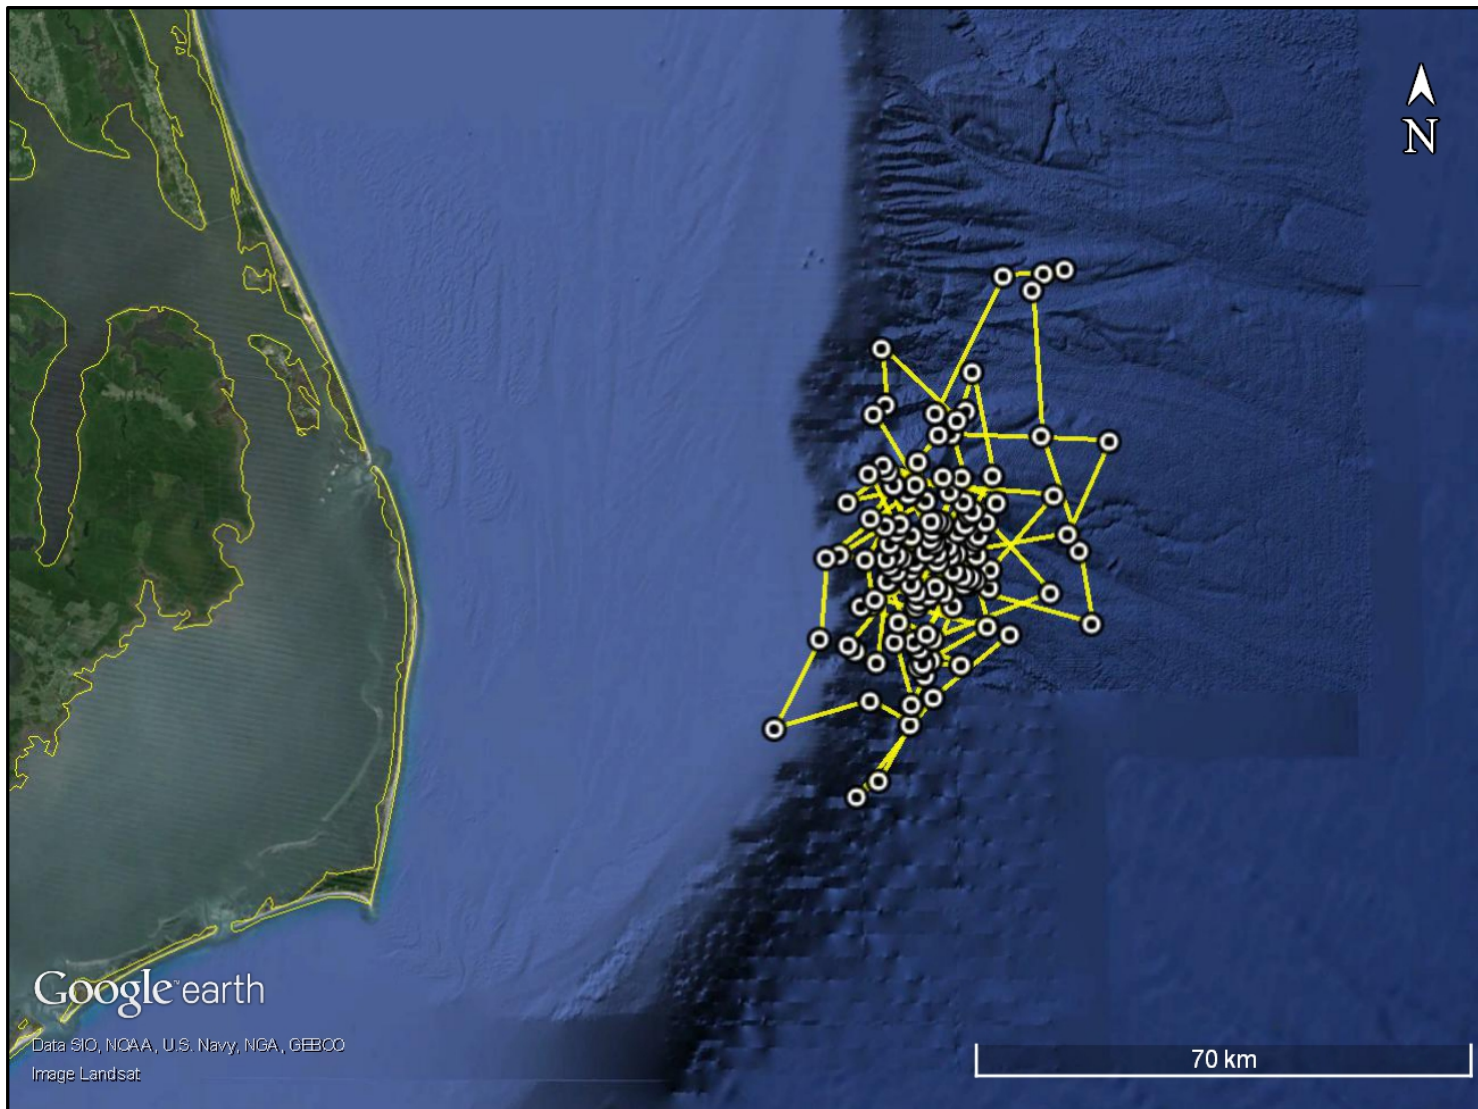 N
Google earth
Data SIO, NOAA, U.S. Navy, NGA, GEBCO
Image Landsat
70 km